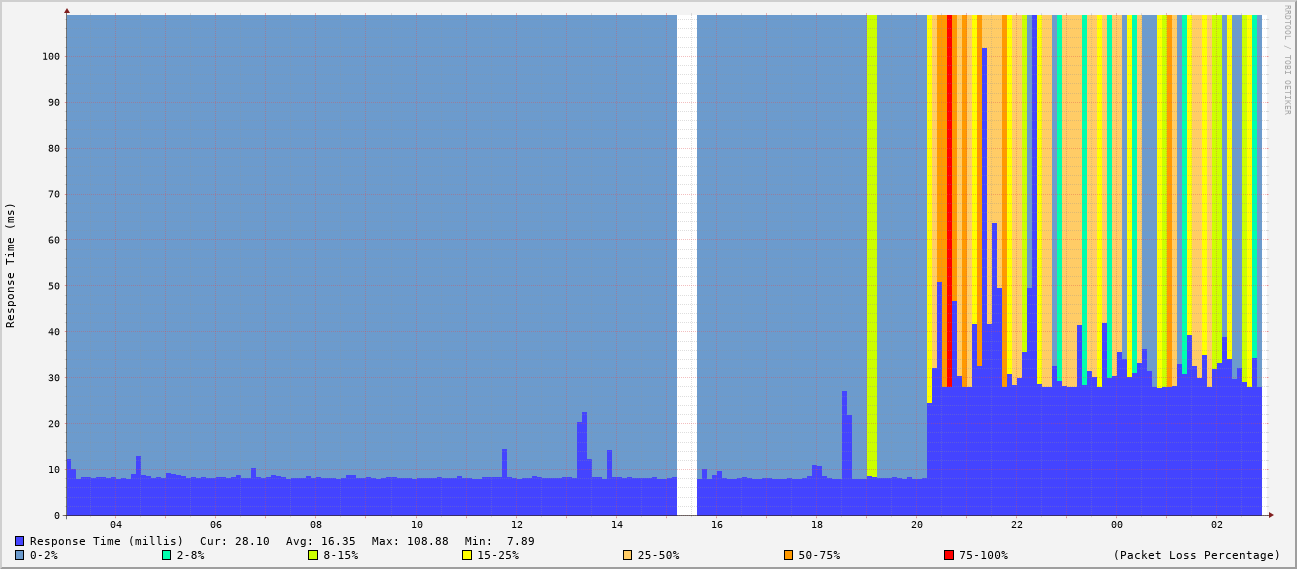 RRDTOOL / TOBI OETIKER
Response Time (ms)
100
90
80
70
60
50
40
30
20
10
0
04 06 08 10 12 14 16 18 20 22 00 02
Response Time (millis) Cur: 28.10 Avg: 16.35 Max: 108.88 Min: 7.89
0-2% 2-8% 8-15% 15-25% 25-50% 50-75% 75-100% (Packet Loss Percentage)